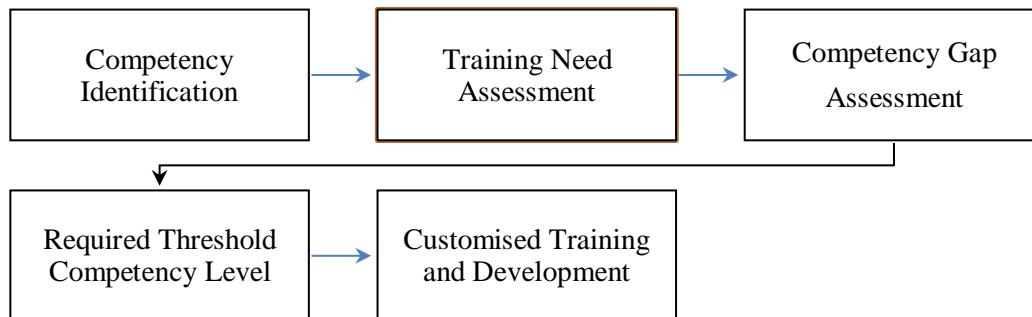 Competency
Identification
Training Need
Assessment
Competency Gap
Assessment
Required Threshold
Competency Level
Customised Training
and Development